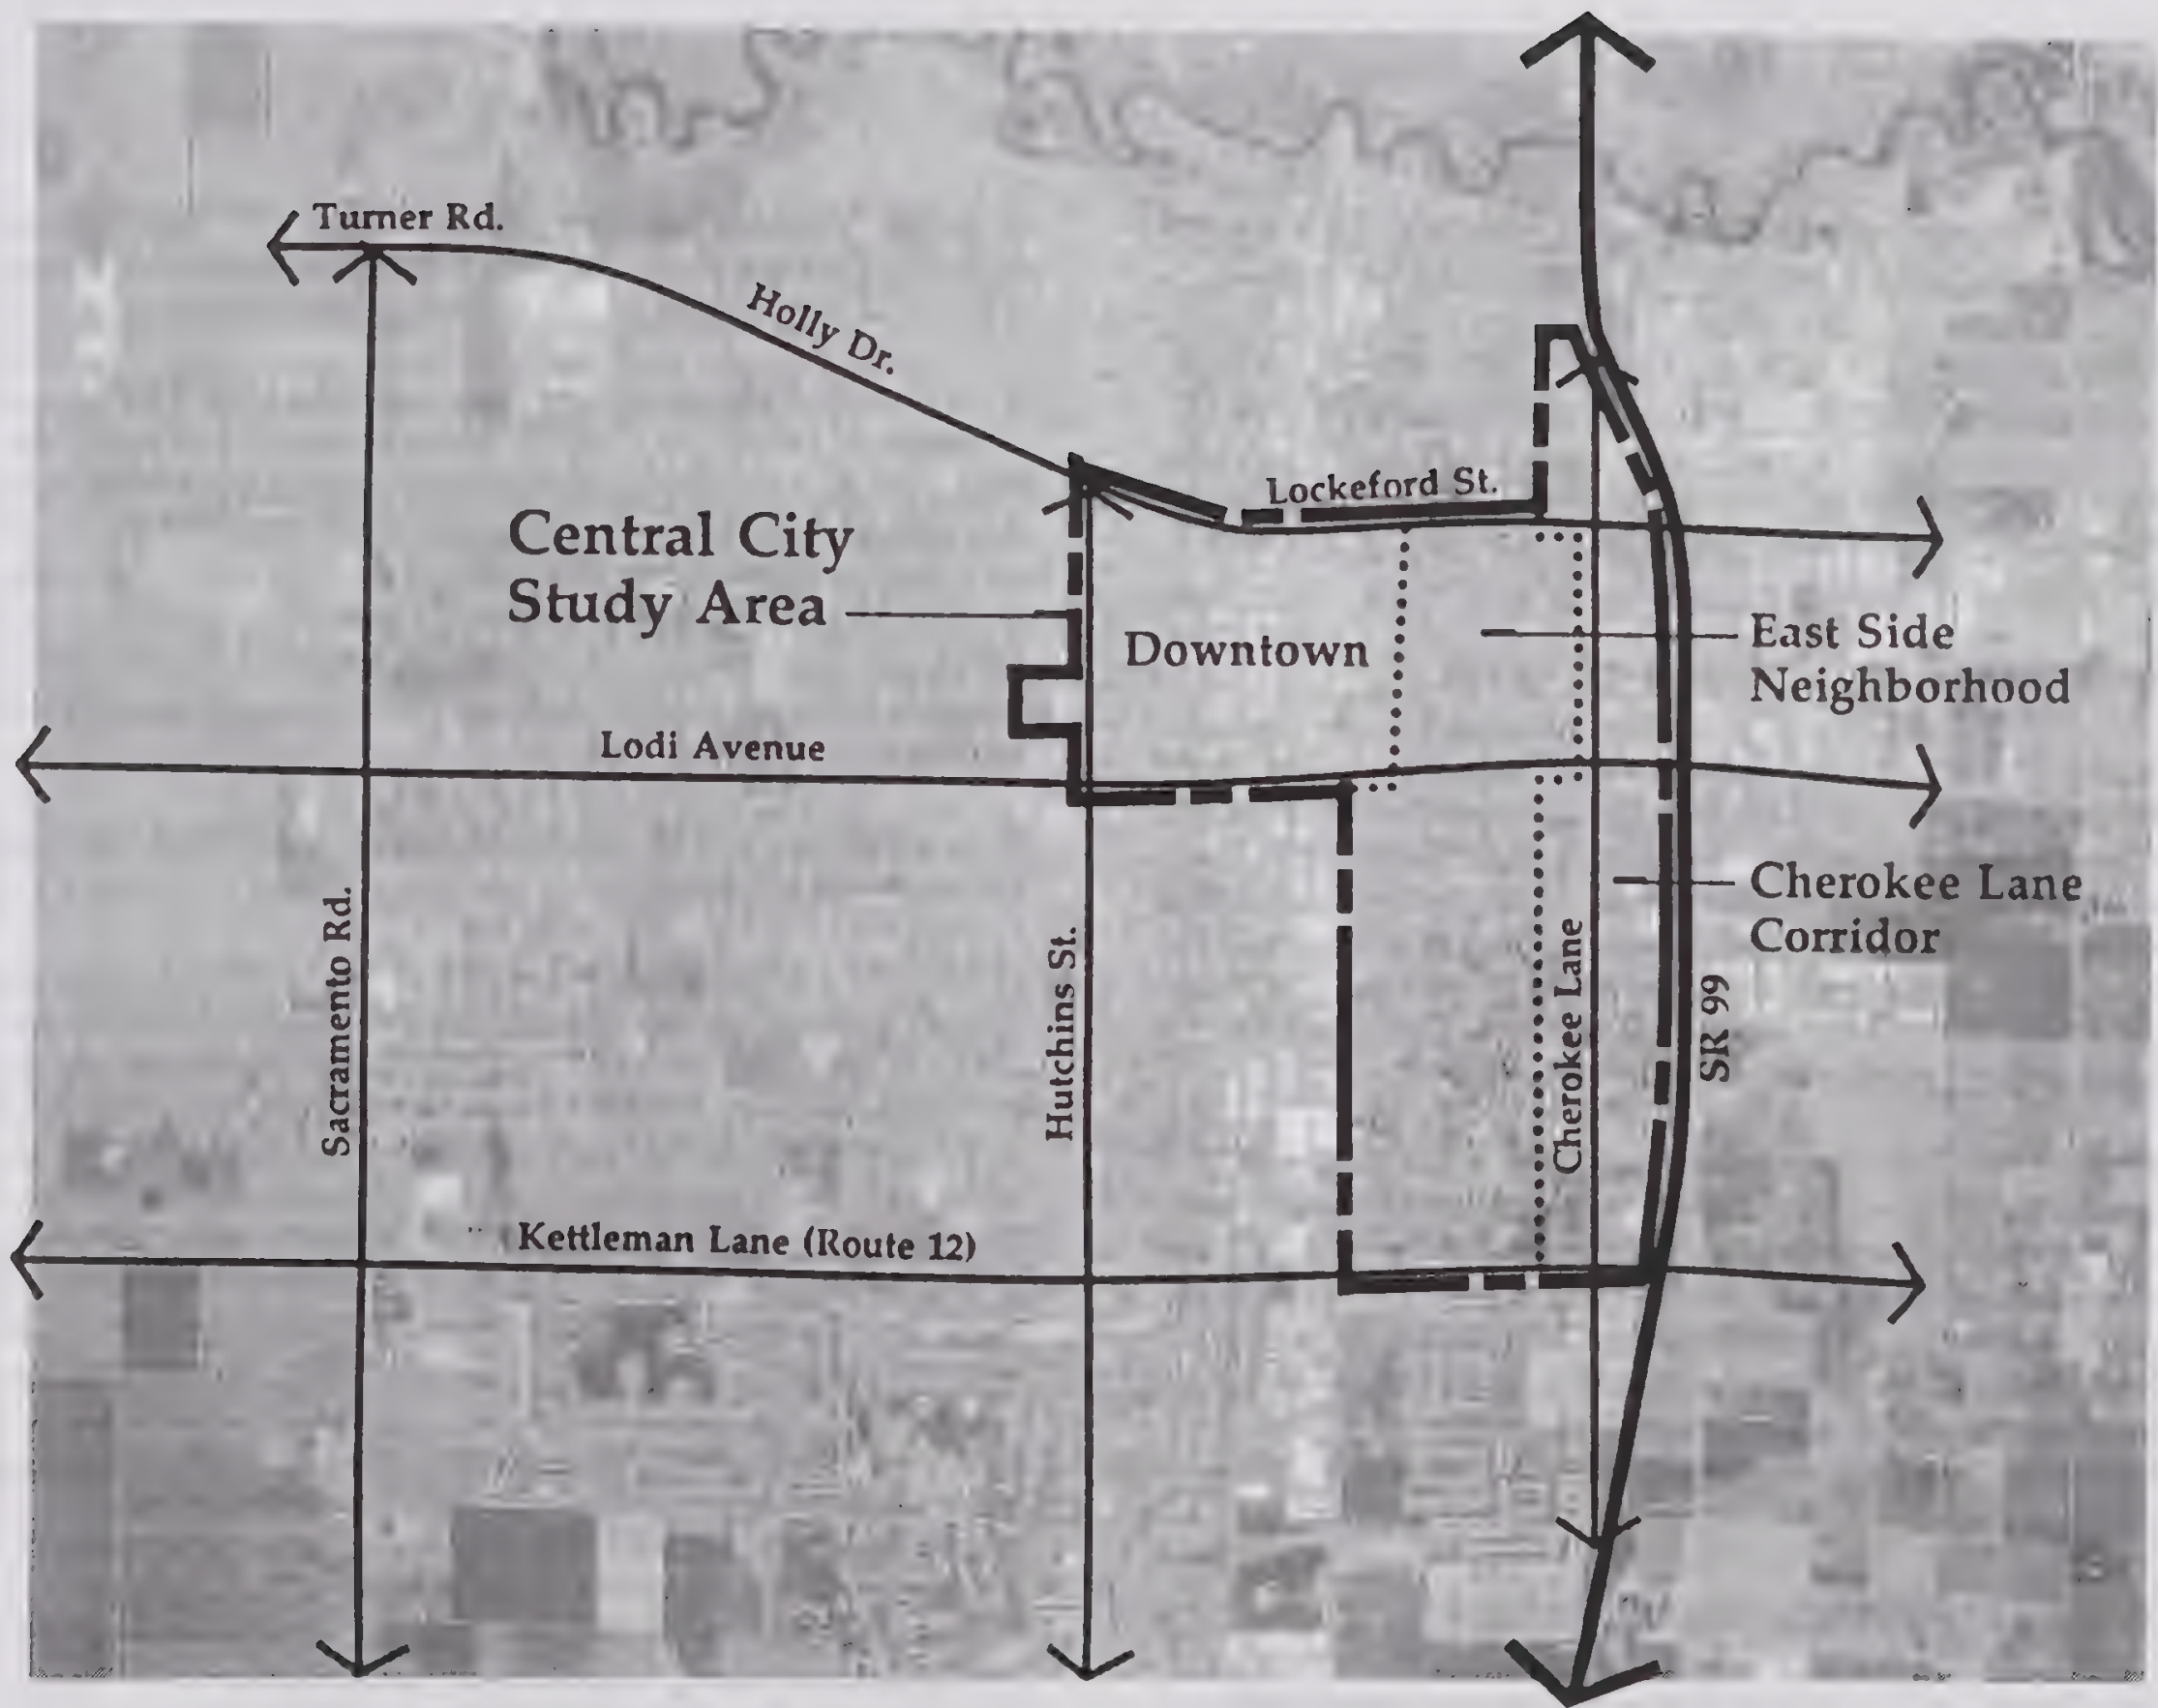 Turner Rd.
Holly Dr.
Lockeford St.
Central City
Study Area
Downtown
East Side
Neighborhood
Lodi Avenue
Cherokee Lane
Corridor
Sacramento Rd.
Hutchins St.
Cherokee Lane
SR 99
Kettleman Lane (Route 12)